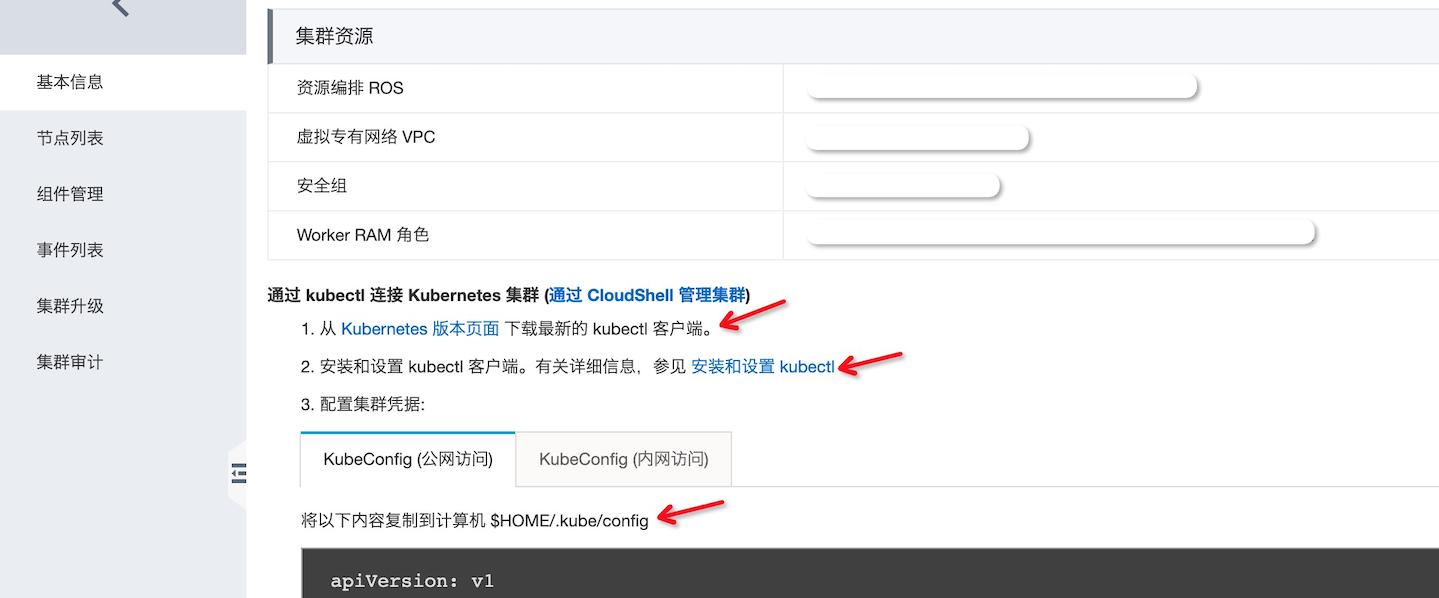 集群资源
基本信息
节点列表
组件管理
事件列表
集群升级
集群审计
资源编排 ROS
虚拟专有网络 VPC
安全组
Worker RAM 角色
通过 kubectl 连接 Kubernetes 集群 (通过 CloudShell 管理集群)
1. 从 Kubernetes 版本页面 下载最新的 kubectl 客户端。
2. 安装和设置 kubectl 客户端。有关详细信息，参见 安装和设置 kubectl
3. 配置集群凭据:
KubeConfig (公网访问) KubeConfig (内网访问)
将以下内容复制到计算机 $HOME/.kube/config
apiVersion: v1